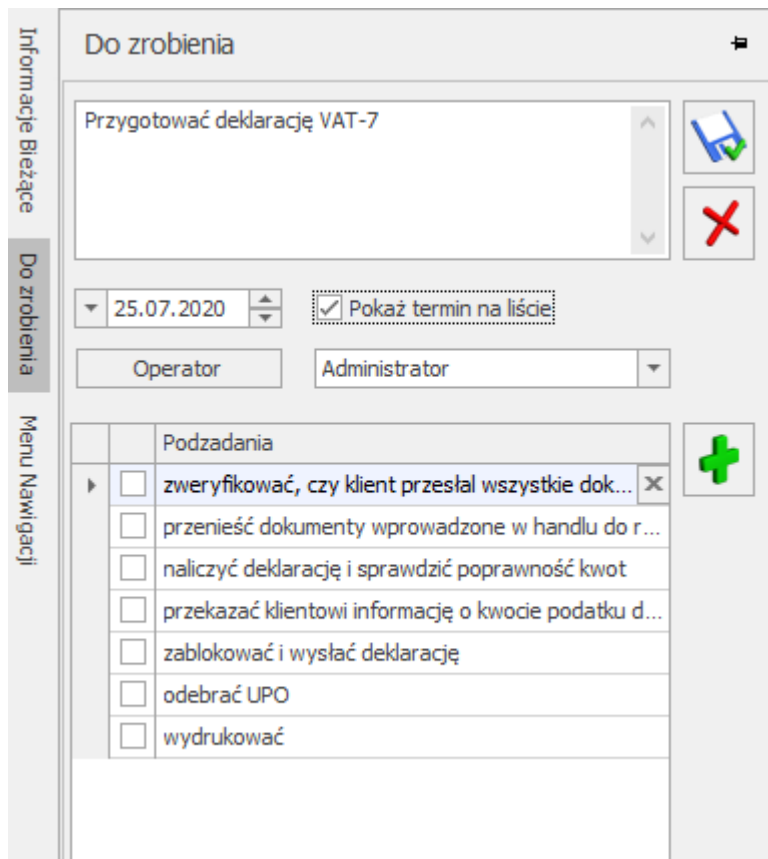 Informacje Bieżące
Do zrobienia
Menu Nawigacji
Do zrobienia
Przygotować deklarację VAT-7
25.07.2020
Pokaż termin na liście
Operator
Administrator
Podzadania
zweryfikować, czy klient przesłal wszystkie dok...
przenieść dokumenty wprowadzone w handlu do r...
naliczyć deklarację i sprawdzić poprawność kwot
przekazać klientowi informację o kwocie podatku d...
zablokować i wysłać deklarację
odebrać UPO
wydrukować